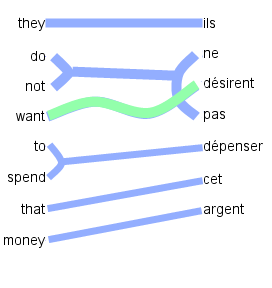 they ils
do ne
not désirent
want pas
to dépenser
spend cet
that argent
money